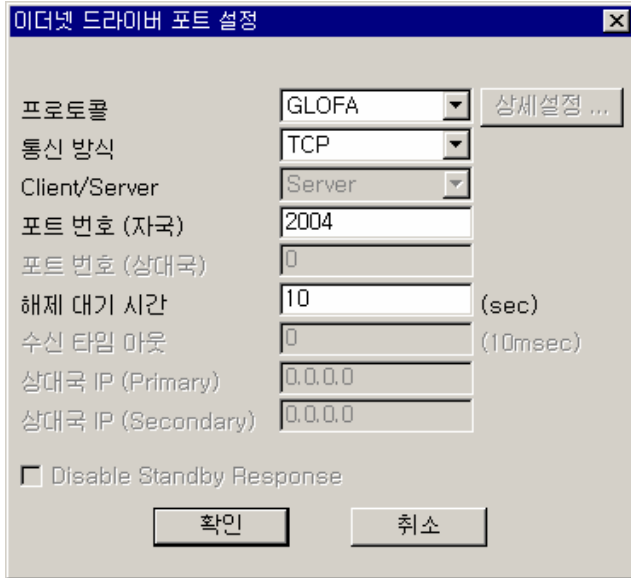 이더넷 드라이버 포트 설정
프로토콜 GLOFA 상세설정 ...
통신 방식 TCP
Client/Server Server
포트 번호 (자국) 2004
포트 번호 (상대국) 0
해제 대기 시간 10 (sec)
수신 타임 아웃 0 (10msec)
상대국 IP (Primary) 0.0.0.0
상대국 IP (Secondary) 0.0.0.0
Disable Standby Response
확인 취소